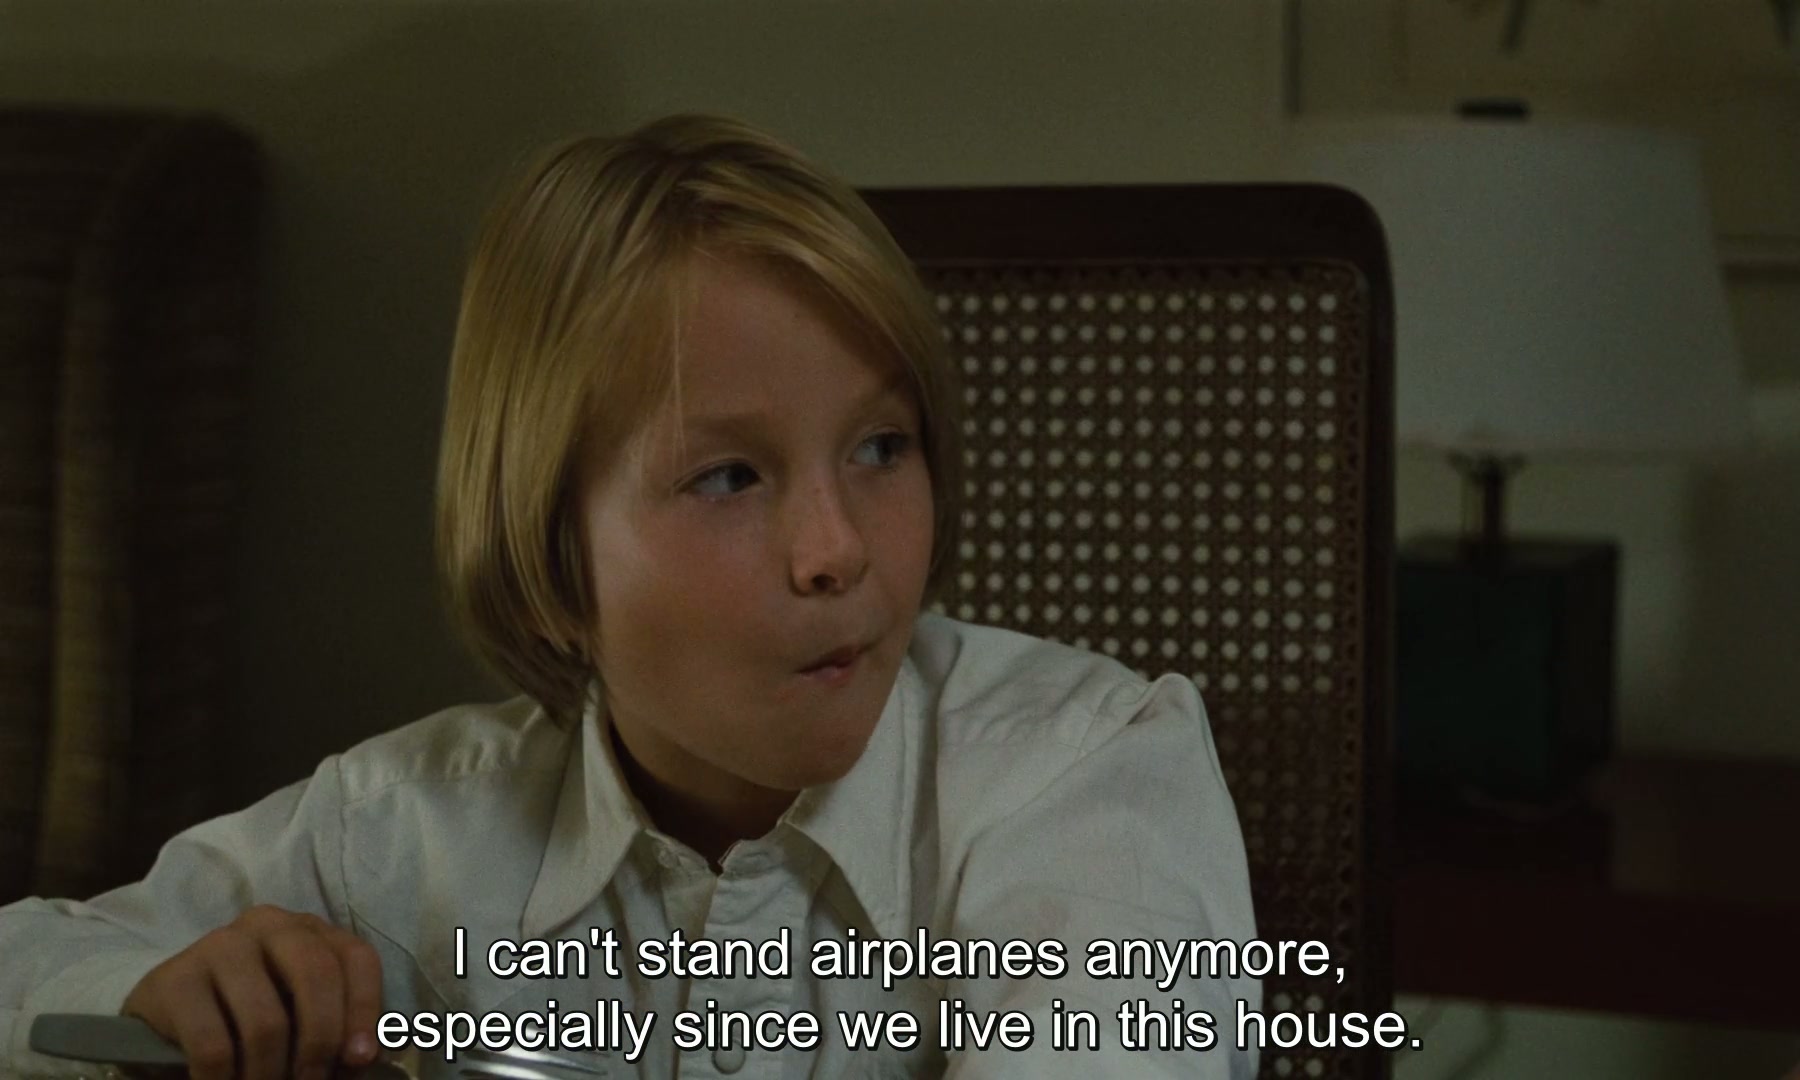 I can't stand airplanes anymore,
especially since we live in this house.